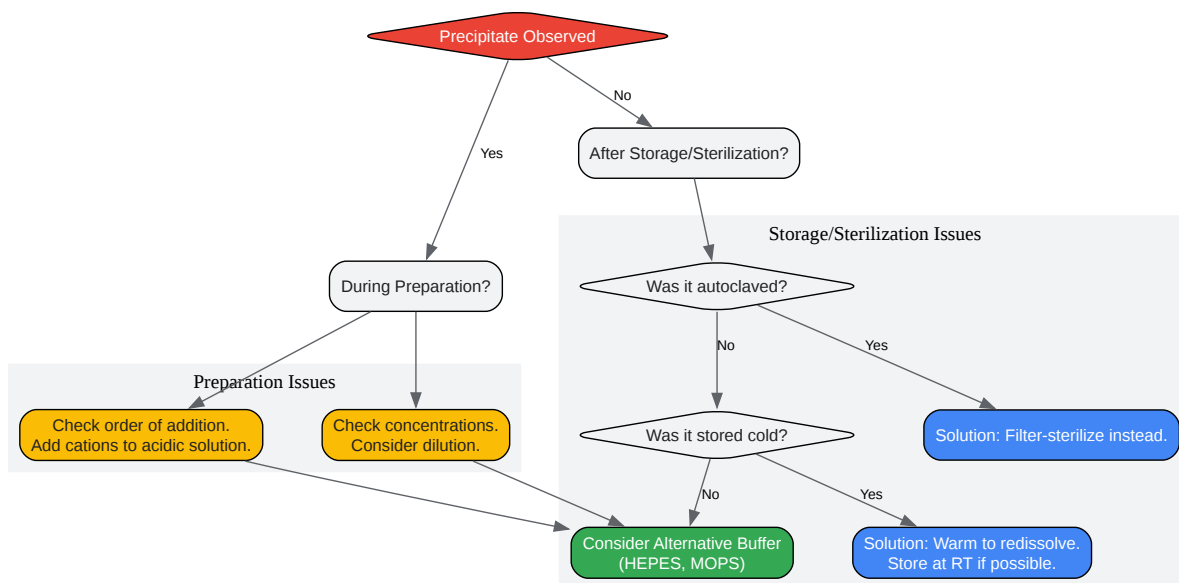 Precipitate Observed
No
After Storage/Sterilization?
Yes
Storage/Sterilization Issues
During Preparation?
Was it autoclaved?
No
Yes
Preparation Issues
Check order of addition.
Add cations to acidic solution.
Check concentrations.
Consider dilution.
Was it stored cold?
Solution: Filter-sterilize instead.
No
Yes
Consider Alternative Buffer
(HEPES, MOPS)
Solution: Warm to redissolve.
Store at RT if possible.